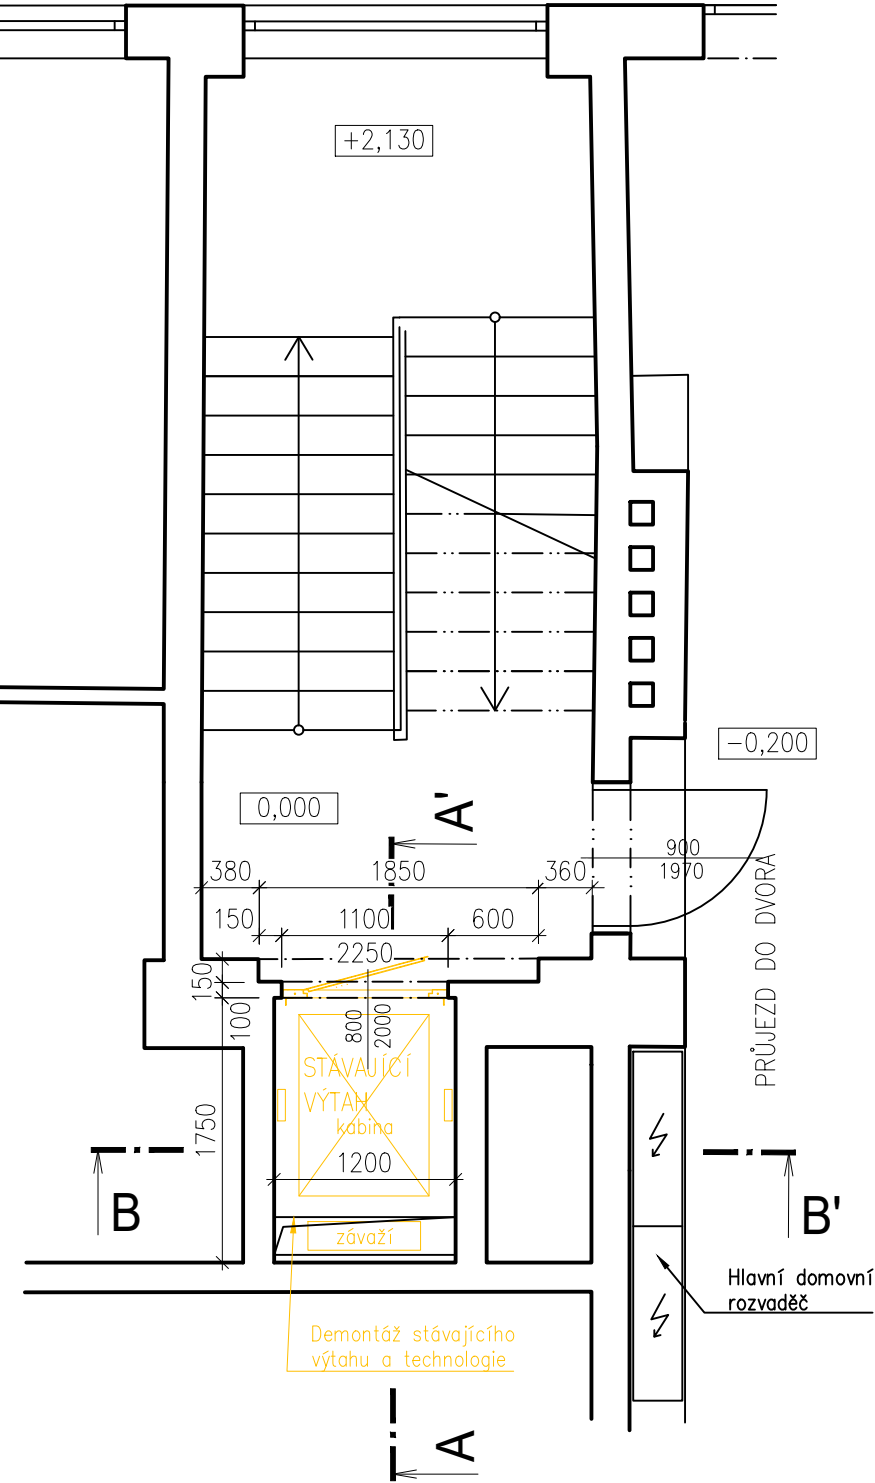 +2,130
-0,200
0,000
A'
900
1970
380
1850
360
150
1100
600
2250
150
100
800
2000
PRŮJEZD DO DVORA
STÁVAJÍCÍ
VÝTAH
kabina
1750
1200
B
B'
závaží
Hlavní domovní
rozvaděč
Demontáž stávajícího
výtahu a technologie
A